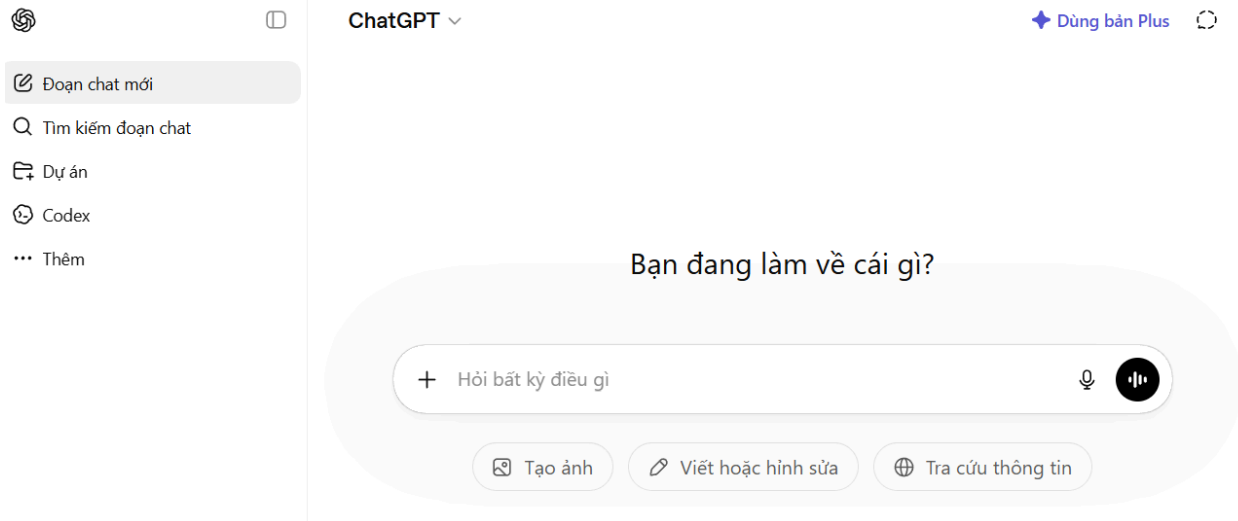 ChatGPT
Dùng bản Plus
Đoạn chat mới
Tìm kiếm đoạn chat
Dự án
Codex
Thêm
Bạn đang làm về cái gì?
Hỏi bất kỳ điều gì
Tạo ảnh
Viết hoặc hỉnh sửa
Tra cứu thông tin